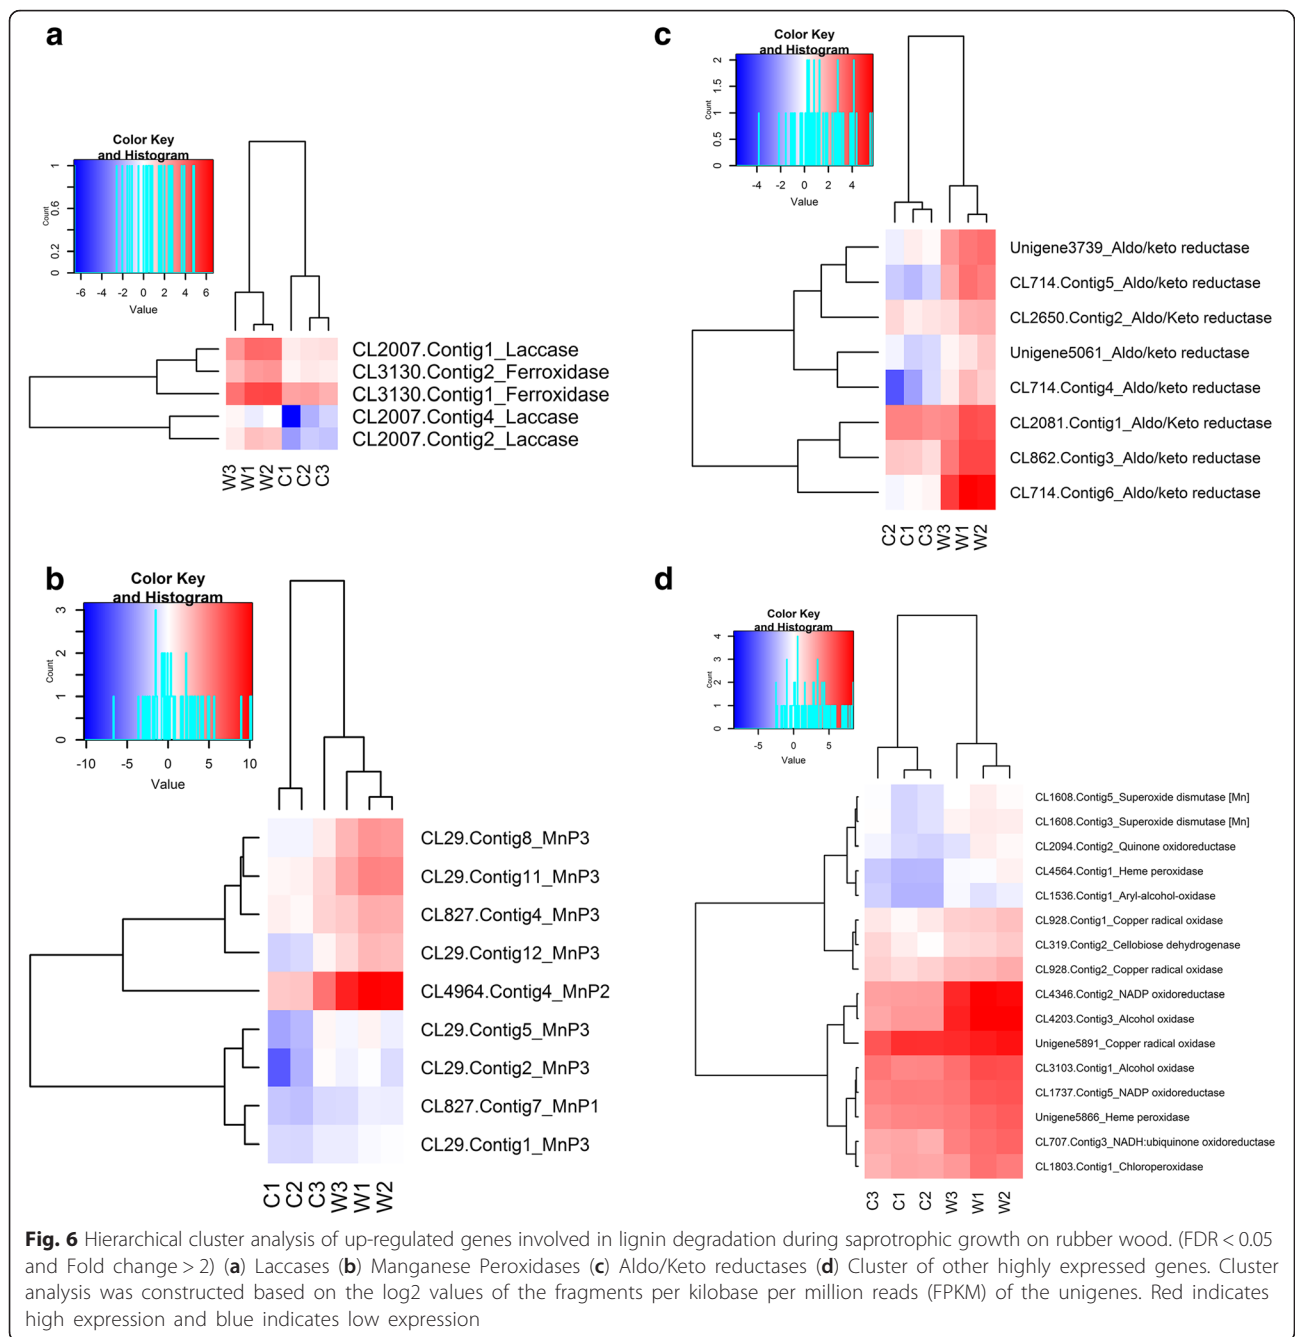 a
Color Key
and Histogram
Count
0 0.2 0.6 1
-6 -4 -2 0 2 4 6
Value
CL2007.Contig1_Laccase
CL3130.Contig2_Ferroxidase
CL3130.Contig1_Ferroxidase
CL2007.Contig4_Laccase
CL2007.Contig2_Laccase
W3 W1 W2 C1 C2 C3
c
Color Key
and Histogram
Count
0 0.5 1 1.5 2
-4 -2 0 2 4
Value
Unigene3739_Aldo/keto reductase
CL714.Contig5_Aldo/keto reductase
CL2650.Contig2_Aldo/Keto reductase
Unigene5061_Aldo/keto reductase
CL714.Contig4_Aldo/keto reductase
CL2081.Contig1_Aldo/Keto reductase
CL862.Contig3_Aldo/keto reductase
CL714.Contig6_Aldo/keto reductase
C2 C1 C3 W3 W1 W2
b
Color Key
and Histogram
Count
0 1 2 3
-10 -5 0 5 10
Value
CL29.Contig8_MnP3
CL29.Contig11_MnP3
CL827.Contig4_MnP3
CL29.Contig12_MnP3
CL4964.Contig4_MnP2
CL29.Contig5_MnP3
CL29.Contig2_MnP3
CL827.Contig7_MnP1
CL29.Contig1_MnP3
C1 C2 C3 W3 W1 W2
d
Color Key
and Histogram
Count
0 1 2 3 4
-5 0 5
Value
CL1608.Contig5_Superoxide dismutase [Mn]
CL1608.Contig3_Superoxide dismutase [Mn]
CL2094.Contig2_Quinone oxidoreductase
CL4564.Contig1_Heme peroxidase
CL1536.Contig1_Aryl-alcohol-oxidase
CL928.Contig1_Copper radical oxidase
CL319.Contig2_Cellobiose dehydrogenase
CL928.Contig2_Copper radical oxidase
CL4346.Contig2_NADP oxidoreductase
CL4203.Contig3_Alcohol oxidase
Unigene5891_Copper radical oxidase
CL3103.Contig1_Alcohol oxidase
CL1737.Contig5_NADP oxidoreductase
Unigene5866_Heme peroxidase
CL707.Contig3_NADH:ubiquinone oxidoreductase
CL1803.Contig1_Chloroperoxidase
C3 C1 C2 W3 W1 W2
Fig. 6 Hierarchical cluster analysis of up-regulated genes involved in lignin degradation during saprotrophic growth on rubber wood. (FDR < 0.05
and Fold change > 2) (a) Laccases (b) Manganese Peroxidases (c) Aldo/Keto reductases (d) Cluster of other highly expressed genes. Cluster
analysis was constructed based on the log2 values of the fragments per kilobase per million reads (FPKM) of the unigenes. Red indicates
high expression and blue indicates low expression